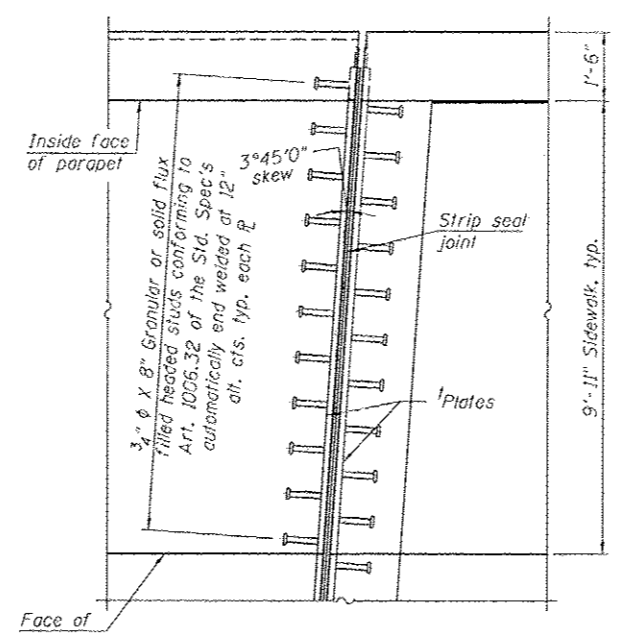 1'-6"
Inside face
of parapet
3°45'0"
skew
3/4" ϕ X 8" Granular or solid flux
filled headed studs conforming to
Art. 1006.32 of the Std. Spec's
automatically end welded at 12"
alt. cts. typ. each ℄
Strip seal
joint
9'-11" Sidewalk, typ.
†Plates
Face of